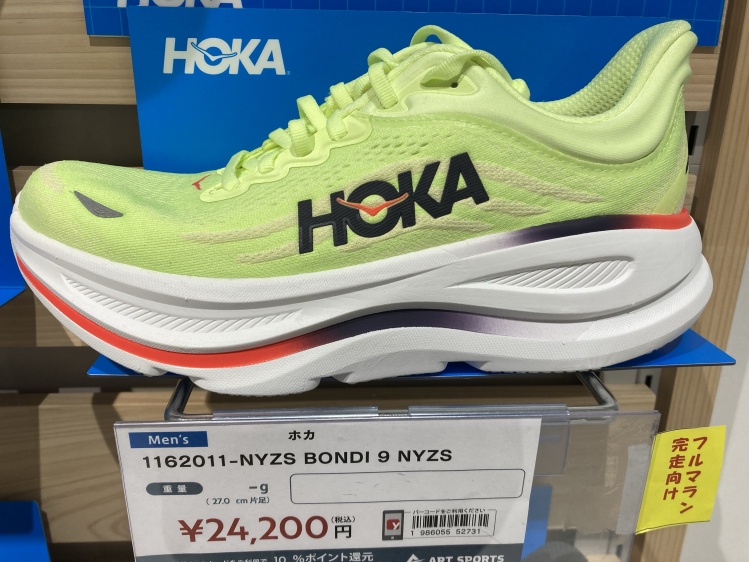 HOKA
HOKA
Men's
ホカ
1162011-NYZS BONDI 9 NYZS
重量
-g
(27.0 cm片足)
¥24,200円(税込)
バーコードをご利用ください
1 986055 52731
10 %ポイント還元
ART SPORTS
フルマラン
完走向け